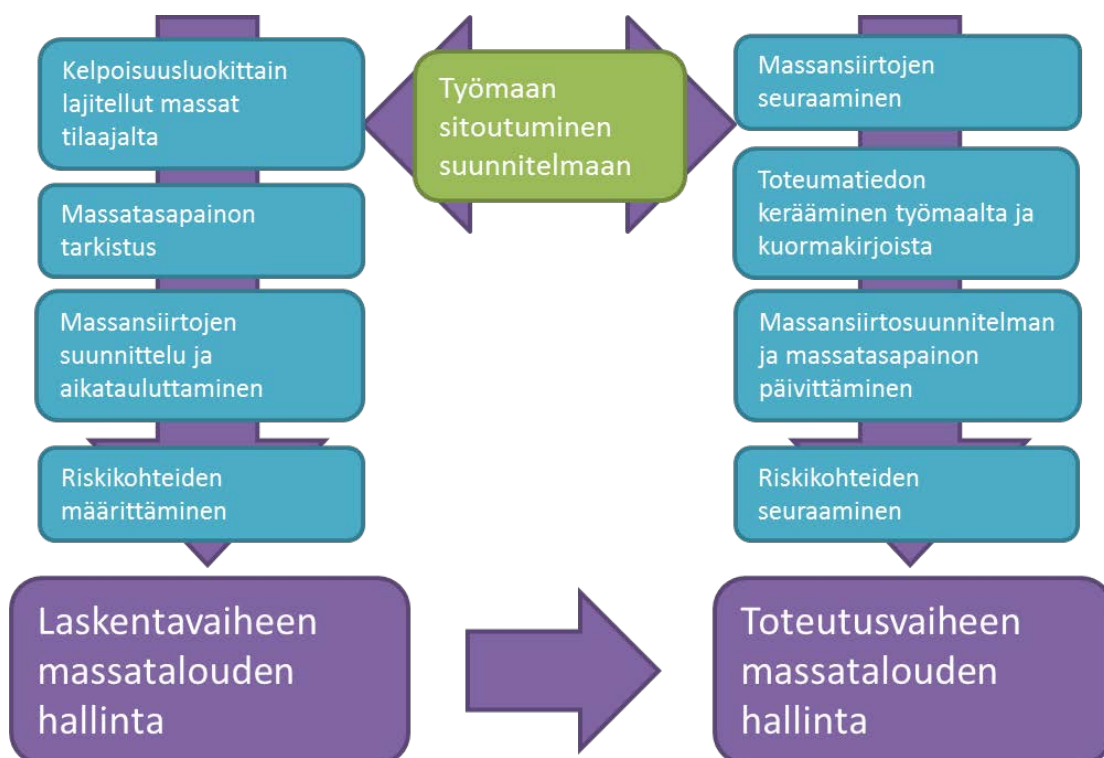 Kelpoisuusluokittain
lajitellut massat
tilaajalta
Massatasapainon
tarkistus
Massansiirtojen
suunnittelu ja
aikatauluttaminen
Riskikohteiden
määrittäminen
Laskentavaiheen
massatalouden
hallinta
Työmaan
sitoutuminen
suunnitelmaan
Massansiirtojen
seuraaminen
Toteumatiedon
kerääminen työmaalta ja
kuormakirjoista
Massansiirtosuunnitelman
ja massatasapainon
päivittäminen
Riskikohteiden
seuraaminen
Toteutusvaiheen
massatalouden
hallinta